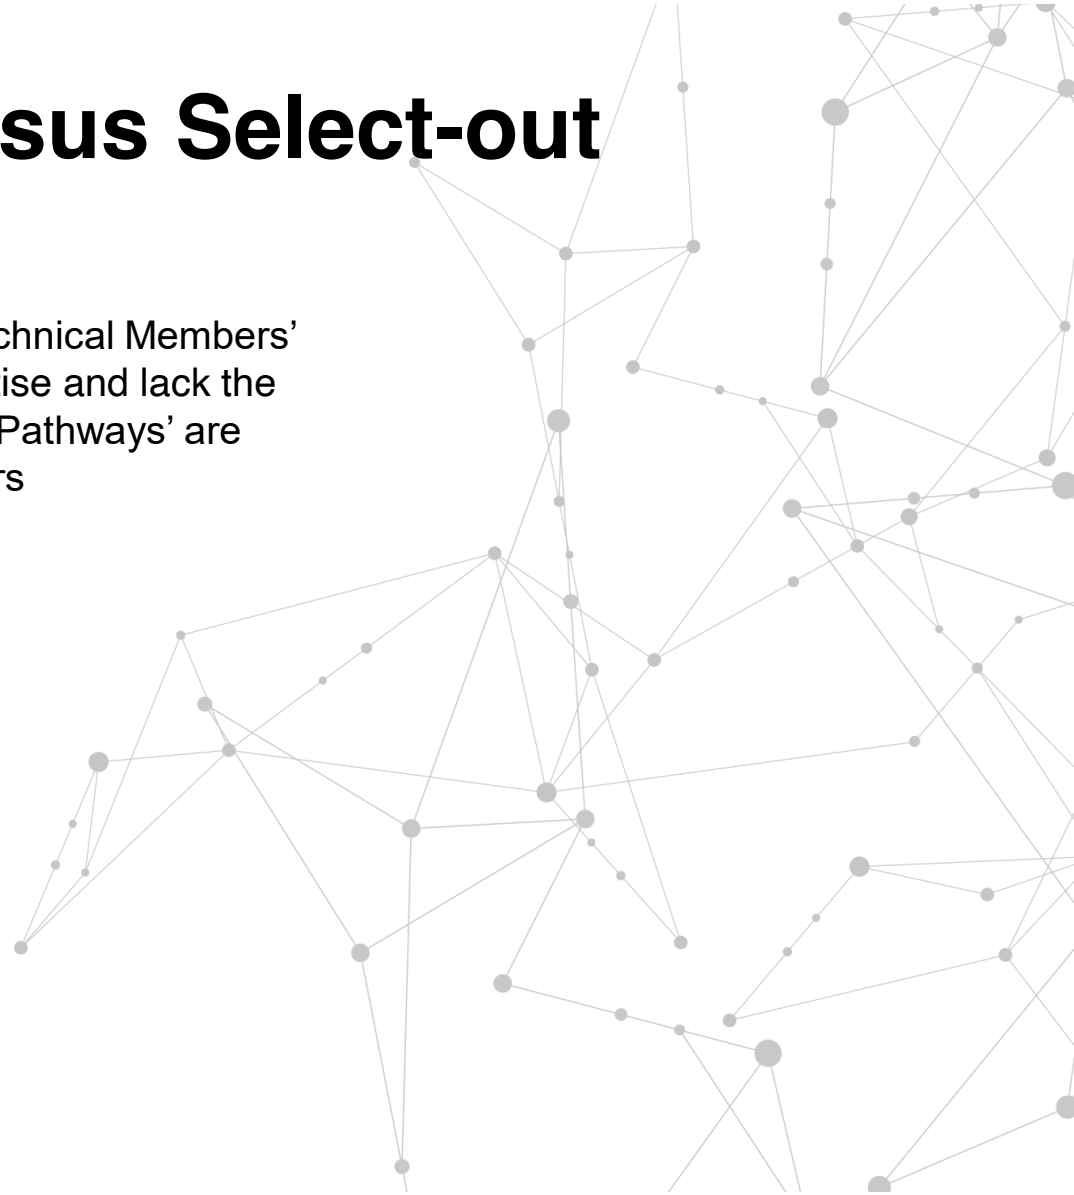 sus Select-out
chnical Members’
ise and lack the
Pathways’ are
rs